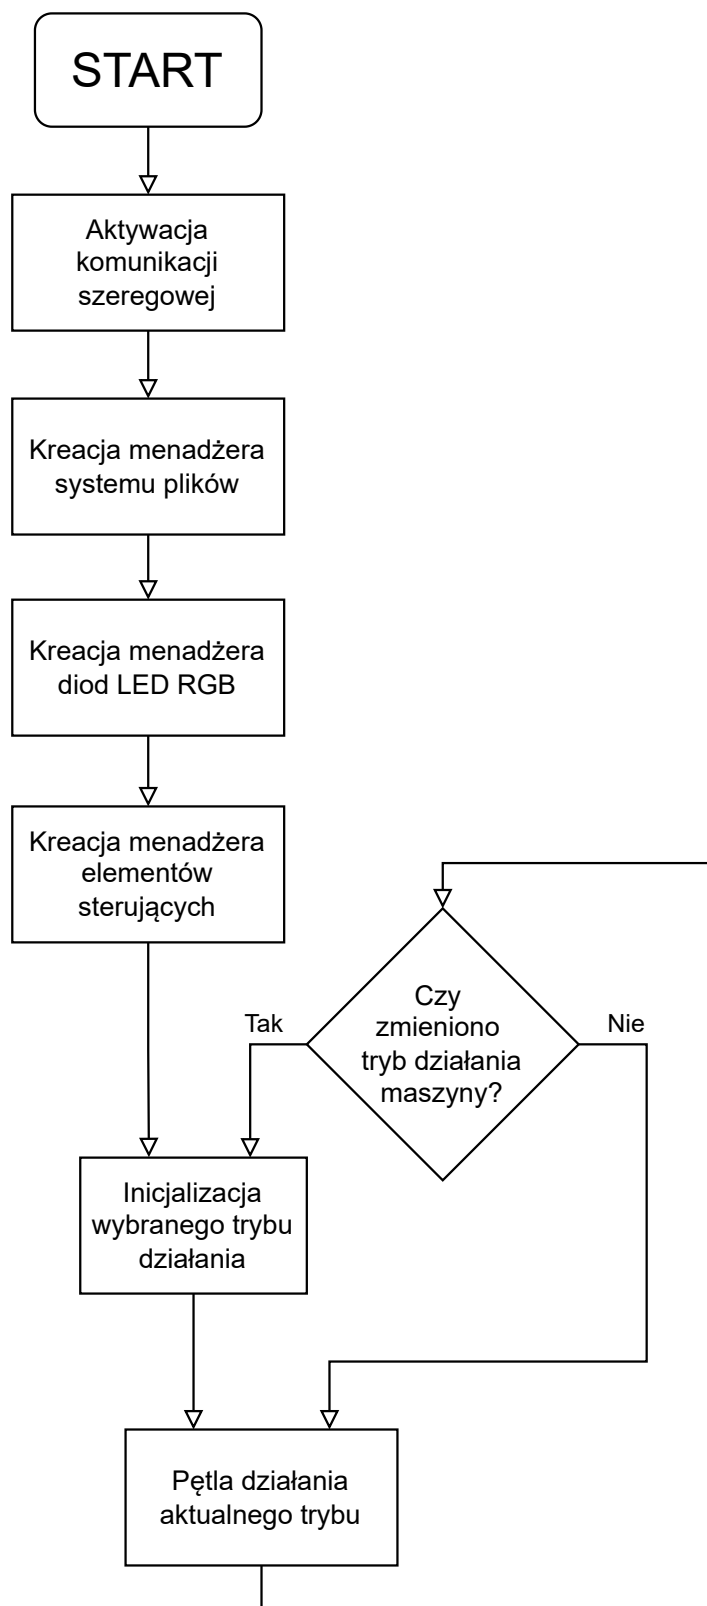 START
Aktywacja
komunikacji
szeregowej
Kreacja menadżera
systemu plików
Kreacja menadżera
diod LED RGB
Kreacja menadżera
elementów
sterujących
Czy
zmieniono
tryb działania
maszyny?
Tak
Nie
Inicjalizacja
wybranego trybu
działania
Pętla działania
aktualnego trybu